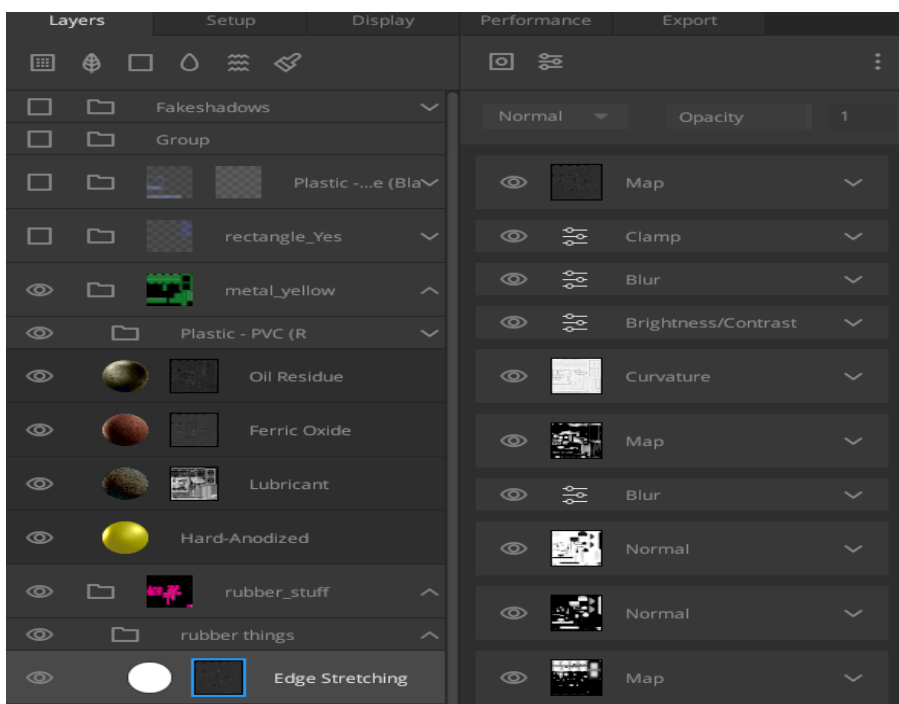 Layers Setup Display Performance Export
Fakeshadows
Group
Plastic -...e (Bla
rectangle_Yes
metal_yellow
Plastic - PVC (R
Oil Residue
Ferric Oxide
Lubricant
Hard-Anodized
rubber_stuff
rubber things
Edge Stretching
Normal Opacity 1
Map
Clamp
Blur
Brightness/Contrast
Curvature
Map
Blur
Normal
Normal
Map